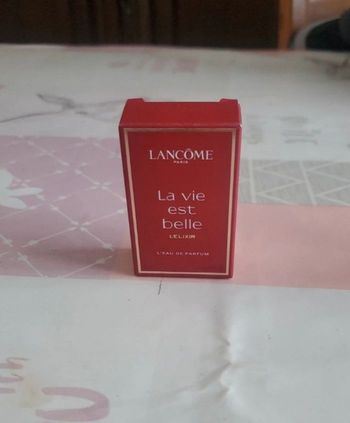 LANCÔME
PARIS
La vie
est
belle
L'ELIXIR
L'EAU DE PARFUM